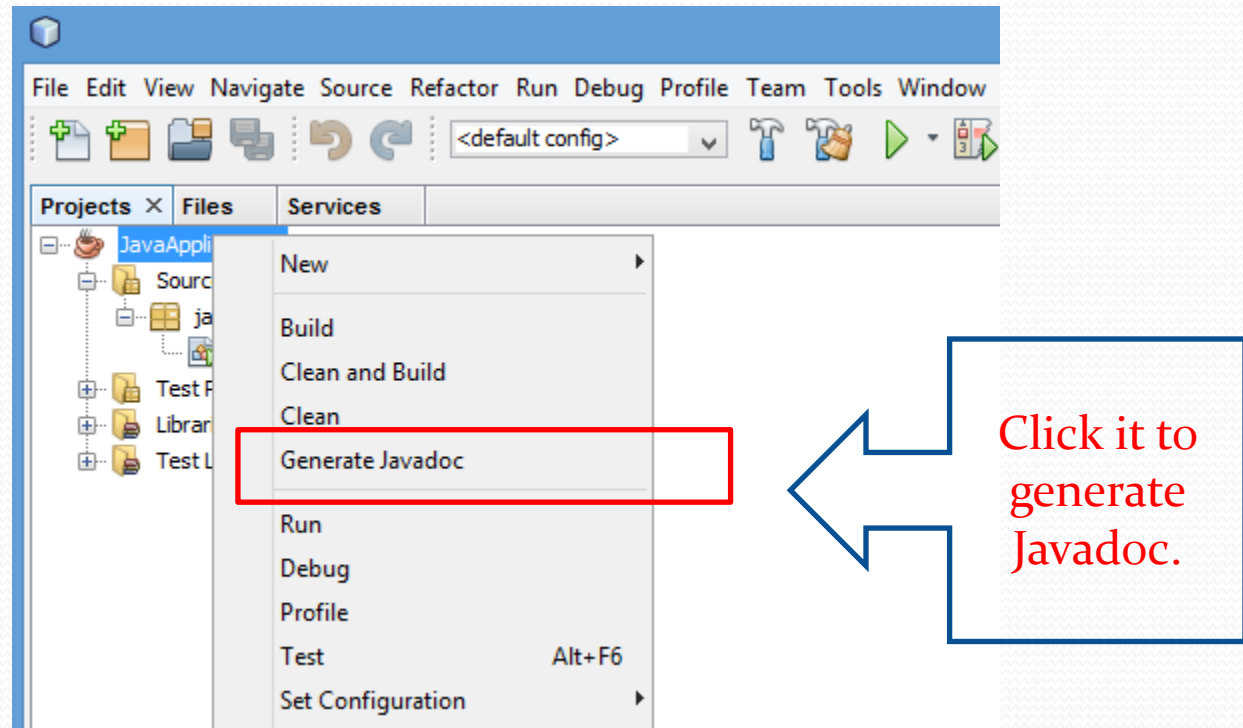 File Edit View Navigate Source Refactor Run Debug Profile Team Tools Window
<default config>
Projects Files Services
JavaAppli
Sourc
ja
Test P
Librari
Test L
New
Build
Clean and Build
Clean
Generate Javadoc
Run
Debug
Profile
Test Alt+F6
Set Configuration
Click it to
generate
Javadoc.